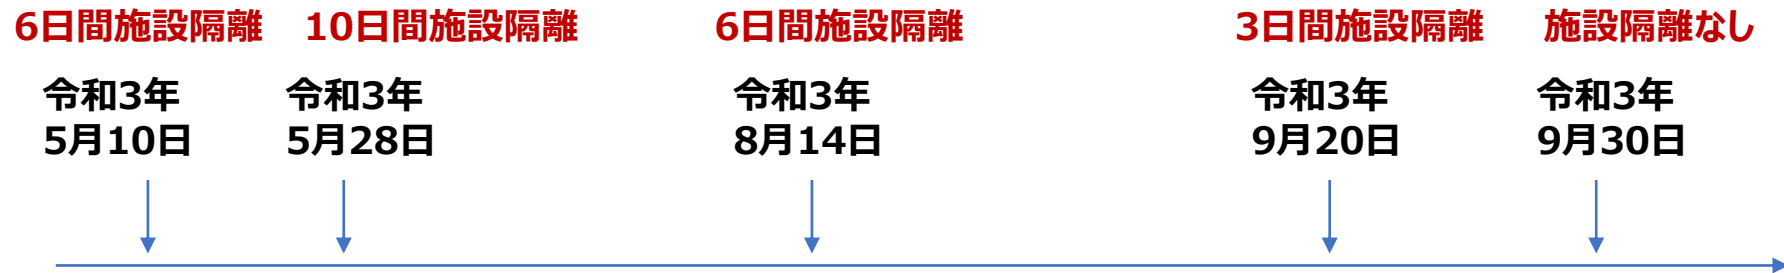 6日間施設隔離 10日間施設隔離 6日間施設隔離 3日間施設隔離 施設隔離なし
令和3年 令和3年 令和3年 令和3年 令和3年
5月10日 5月28日 8月14日 9月20日 9月30日